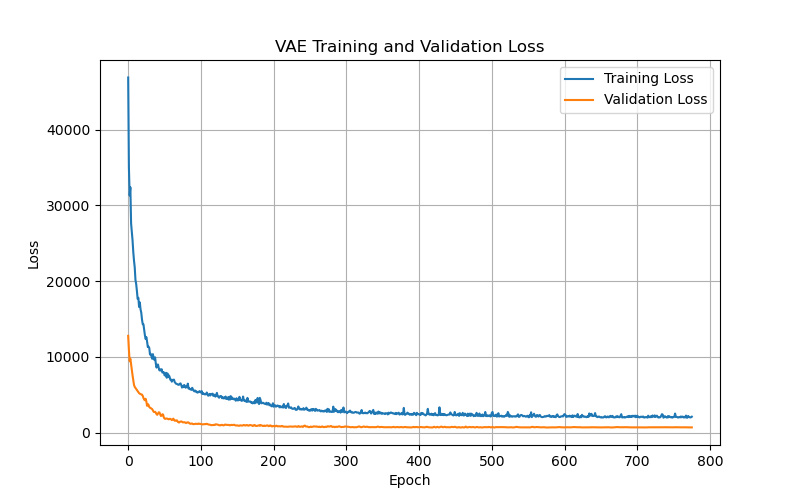 VAE Training and Validation Loss
Training Loss
Validation Loss
Loss
40000
30000
20000
10000
0
0 100 200 300 400 500 600 700 800
Epoch